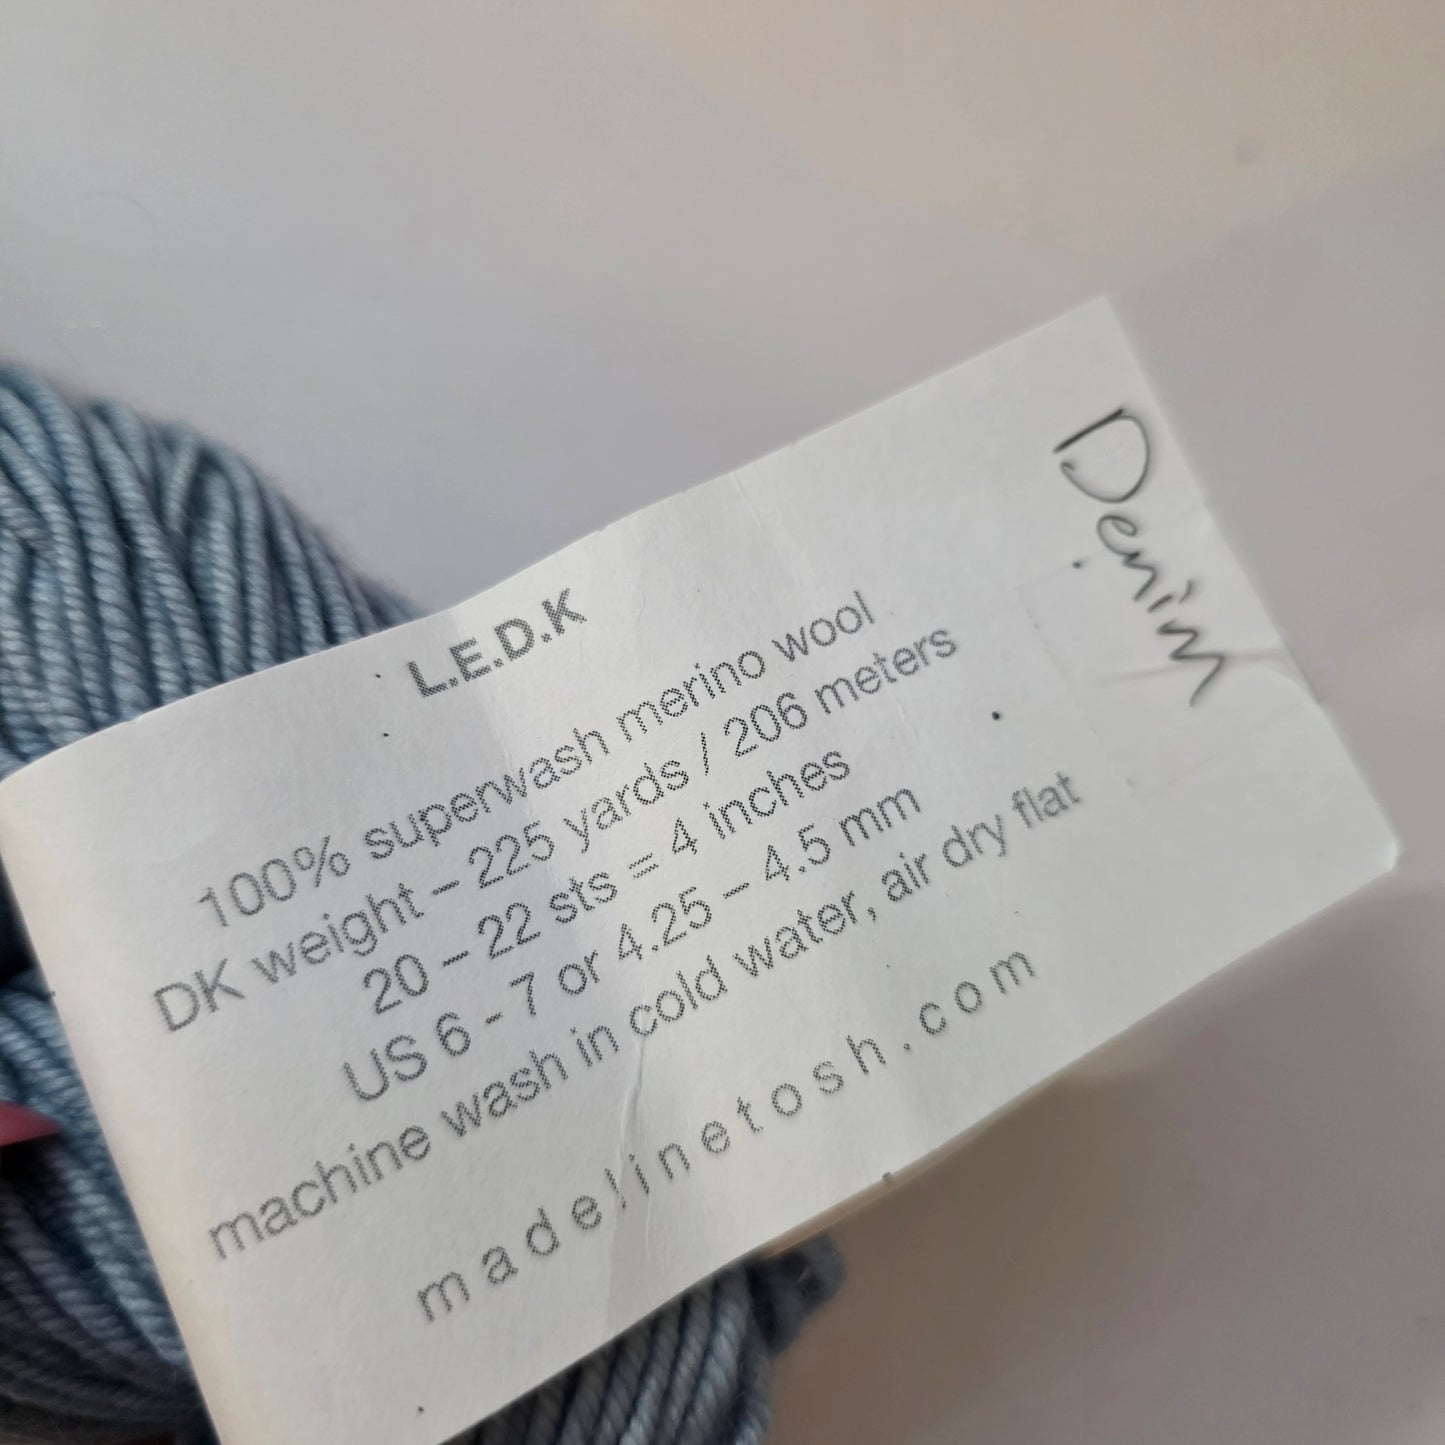 L.E.D.K
100% superwash merino wool
DK weight – 225 yards / 206 meters
20 – 22 sts = 4 inches
US 6 - 7 or 4.25 – 4.5 mm
machine wash in cold water, air dry flat
madelinetosh.com
Denim